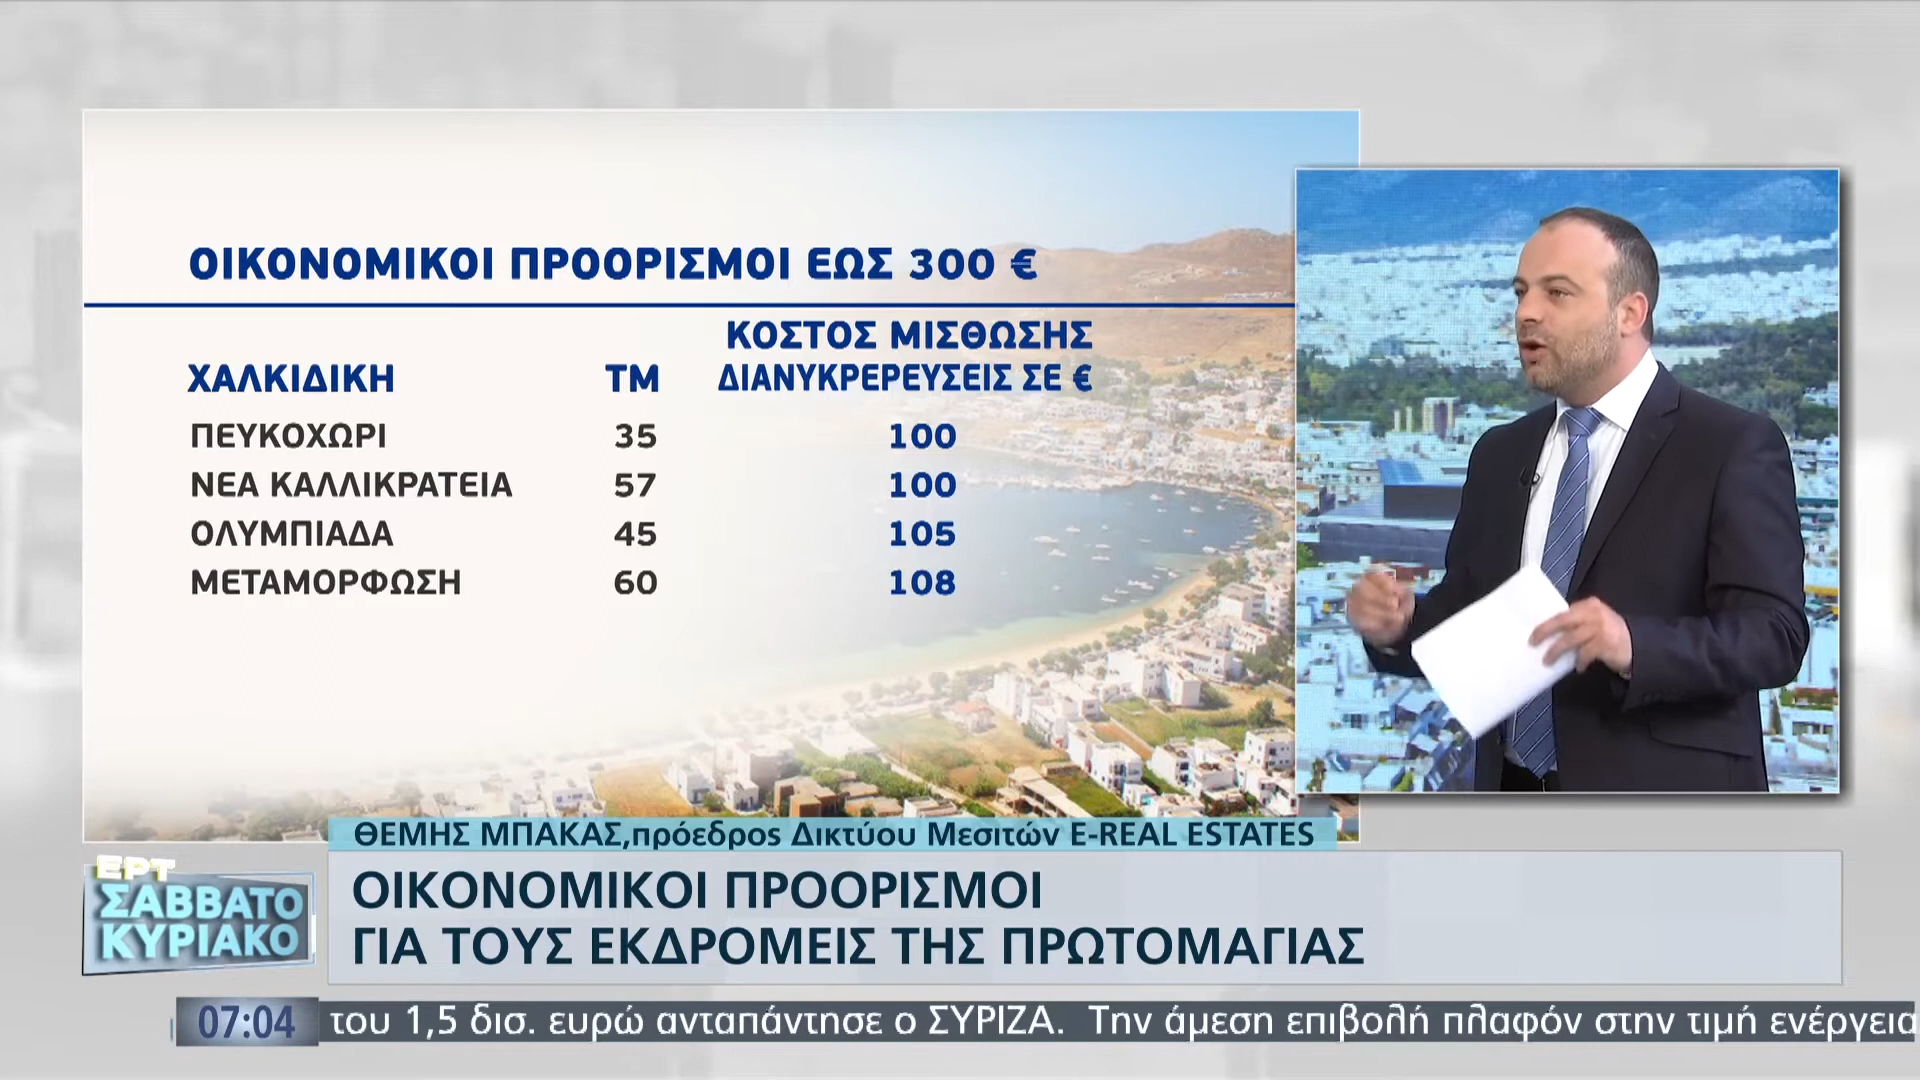 ΟΙΚΟΝΟΜΙΚΟΙ ΠΡΟΟΡΙΣΜΟΙ ΕΩΣ 300 €
ΚΟΣΤΟΣ ΜΙΣΘΩΣΗΣ
ΧΑΛΚΙΔΙΚΗ ΤΜ ΔΙΑΝΥΚΡΕΡΕΥΣΕΙΣ ΣΕ €
ΠΕΥΚΟΧΩΡΙ 35 100
ΝΕΑ ΚΑΛΛΙΚΡΑΤΕΙΑ 57 100
ΟΛΥΜΠΙΑΔΑ 45 105
ΜΕΤΑΜΟΡΦΩΣΗ 60 108
ΘΕΜΗΣ ΜΠΑΚΑΣ,πρόεδρος Δικτύου Μεσιτών E-REAL ESTATES
ΕΡΤ
ΣΑΒΒΑΤΟ
ΚΥΡΙΑΚΟ
ΟΙΚΟΝΟΜΙΚΟΙ ΠΡΟΟΡΙΣΜΟΙ
ΓΙΑ ΤΟΥΣ ΕΚΔΡΟΜΕΙΣ ΤΗΣ ΠΡΩΤΟΜΑΓΙΑΣ
07:04 του 1,5 δισ. ευρώ ανταπάντησε ο ΣΥΡΙΖΑ. Την άμεση επιβολή πλαφόν στην τιμή ενέργεια